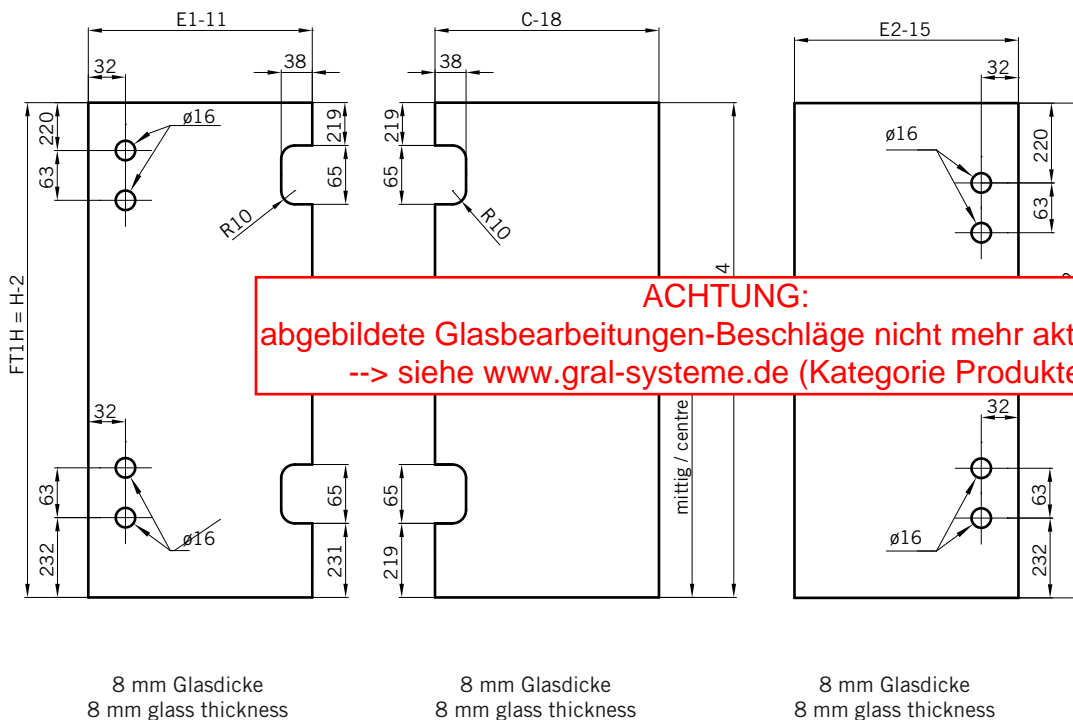 E1-11
C-18
E2-15
32
38
38
32
220
63
ø16
219
65
R10
219
65
R10
ø16
220
63
FT1H = H-2
4
ACHTUNG:
abgebildete Glasbearbeitungen-Beschläge nicht mehr akt
--> siehe www.gral-systeme.de (Kategorie Produkte
32
63
232
ø16
65
231
65
219
mittig / centre
32
63
232
ø16
8 mm Glasdicke
8 mm glass thickness
8 mm Glasdicke
8 mm glass thickness
8 mm Glasdicke
8 mm glass thickness